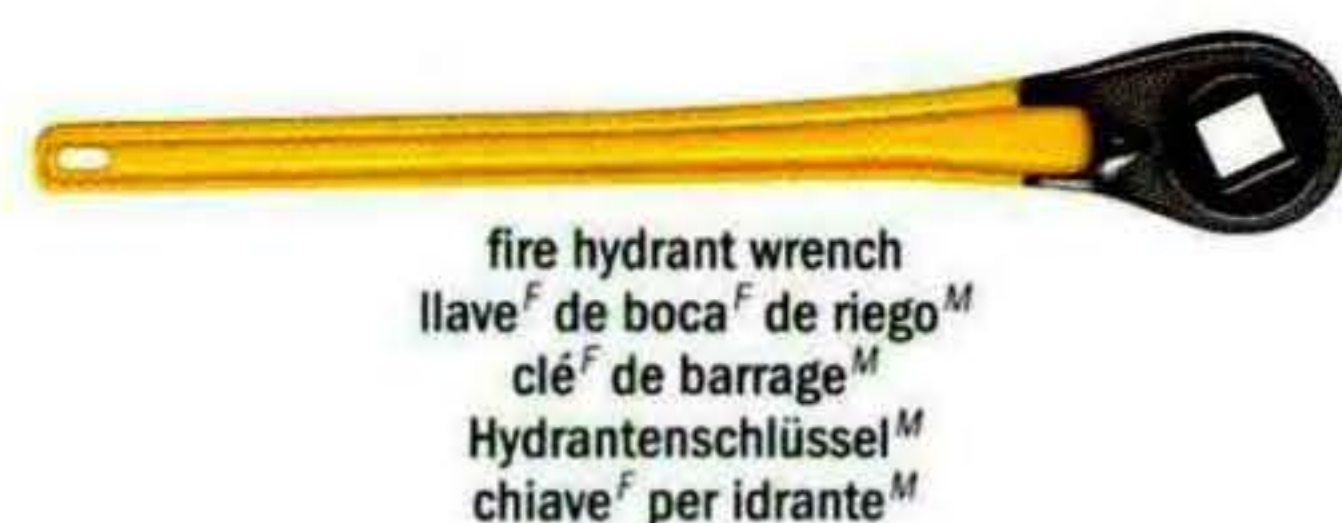 fire hydrant wrench
llaveF de bocaF de riegoM
cléF de barrageM
HydrantenschlüsselM
chiaveF per idranteM